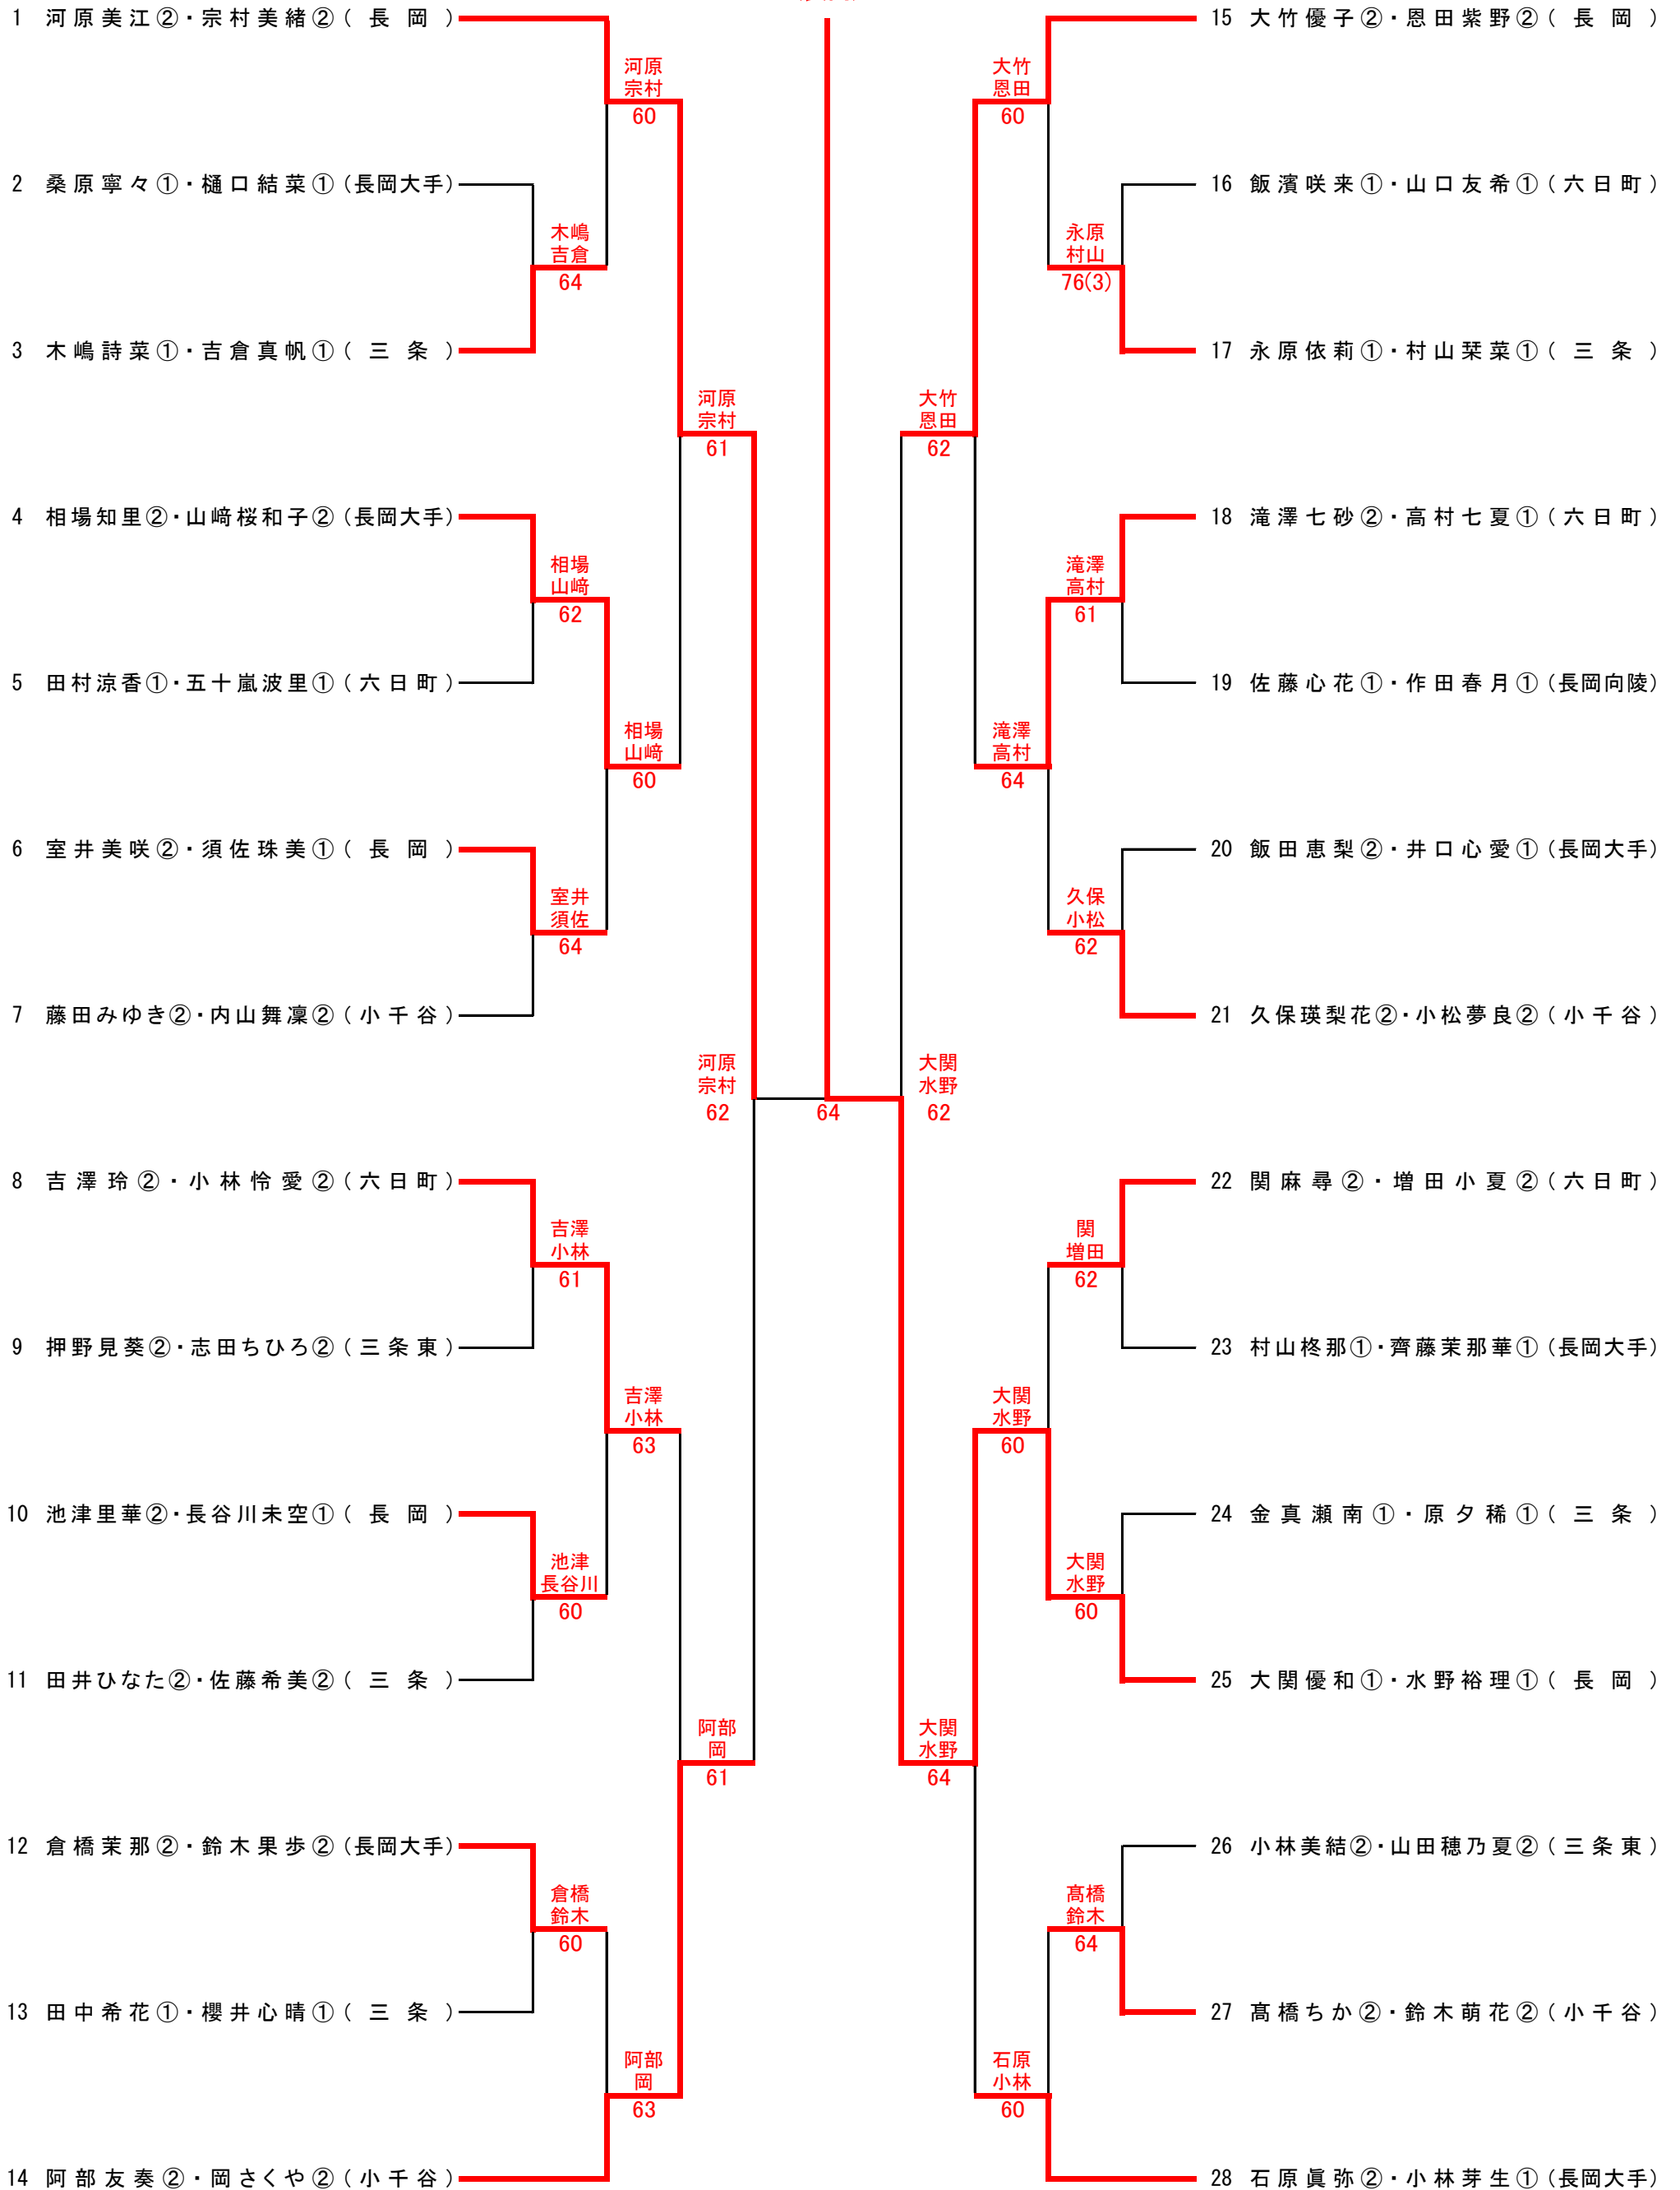 1 河原美江②・宗村美緒②(長岡)
2 桑原寧々①・樋口結菜①(長岡大手)
3 木嶋詩菜①・吉倉真帆①(三条)
4 相場知里②・山﨑桜和子②(長岡大手)
5 田村涼香①・五十嵐波里①(六日町)
6 室井美咲②・須佐珠美①(長岡)
7 藤田みゆき②・内山舞凜②(小千谷)
8 吉澤玲②・小林怜愛②(六日町)
9 押野見葵②・志田ちひろ②(三条東)
10 池津里華②・長谷川未空①(長岡)
11 田井ひなた②・佐藤希美②(三条)
12 倉橋茉那②・鈴木果歩②(長岡大手)
13 田中希花①・櫻井心晴①(三条)
14 阿部友奏②・岡さくや②(小千谷)
木嶋
吉倉
64
相場
山﨑
62
室井
須佐
64
吉澤
小林
61
池津
長谷川
60
倉橋
鈴木
60
河原
宗村
60
相場
山﨑
60
吉澤
小林
63
阿部
岡
63
河原
宗村
61
阿部
岡
61
河原
宗村
62
64
大関
水野
62
大竹
恩田
62
大関
水野
64
大竹
恩田
60
滝澤
高村
64
大関
水野
60
石原
小林
60
永原
村山
76(3)
滝澤
高村
61
久保
小松
62
関
増田
62
大関
水野
60
髙橋
鈴木
64
15 大竹優子②・恩田紫野②(長岡)
16 飯濱咲来①・山口友希①(六日町)
17 永原依莉①・村山栞菜①(三条)
18 滝澤七砂②・高村七夏①(六日町)
19 佐藤心花①・作田春月①(長岡向陵)
20 飯田恵梨②・井口心愛①(長岡大手)
21 久保瑛梨花②・小松夢良②(小千谷)
22 関麻尋②・増田小夏②(六日町)
23 村山柊那①・齊藤茉那華①(長岡大手)
24 金真瀬南①・原夕稀①(三条)
25 大関優和①・水野裕理①(長岡)
26 小林美結②・山田穂乃夏②(三条東)
27 髙橋ちか②・鈴木萌花②(小千谷)
28 石原眞弥②・小林芽生①(長岡大手)